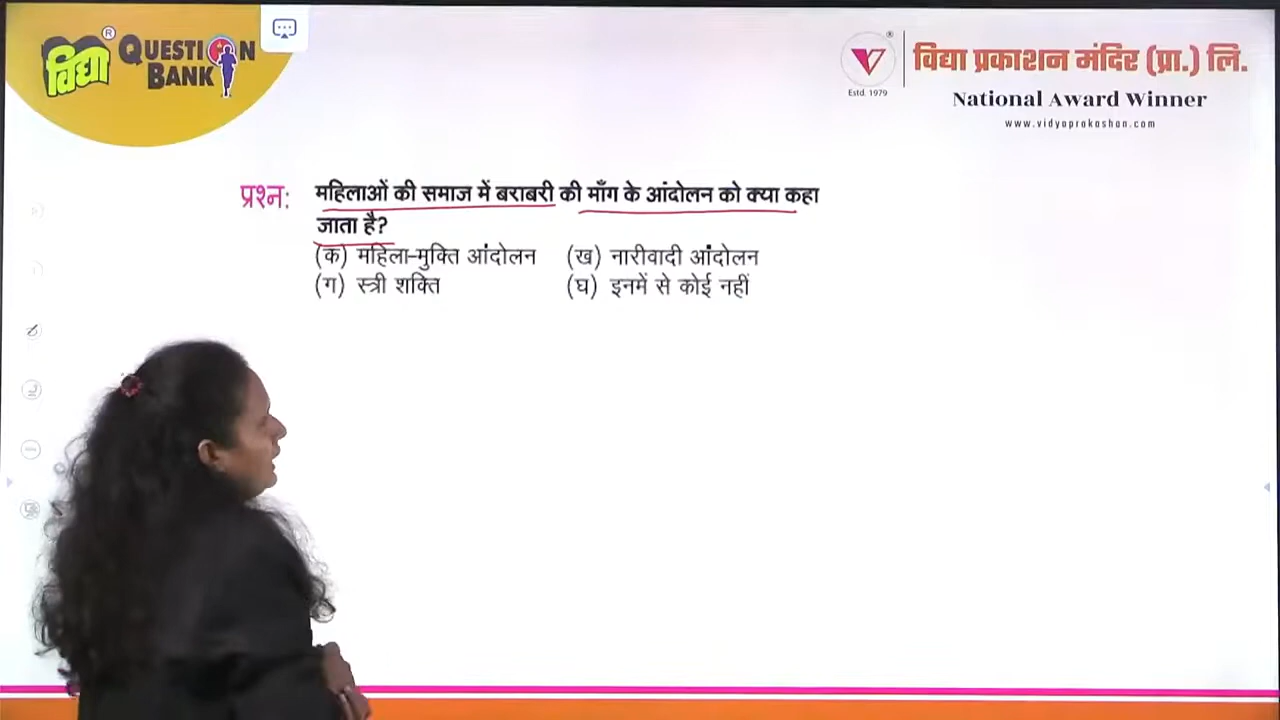 विद्या
®
QUESTION
BANK
®
Estd. 1979
विद्या प्रकाशन मंदिर (प्रा.) लि.
National Award Winner
www.vidyaprakashan.com
प्रश्न: महिलाओं की समाज में बराबरी की माँग के आंदोलन को क्या कहा
जाता है?
(क) महिला-मुक्ति आंदोलन (ख) नारीवादी आंदोलन
(ग) स्त्री शक्ति (घ) इनमें से कोई नहीं